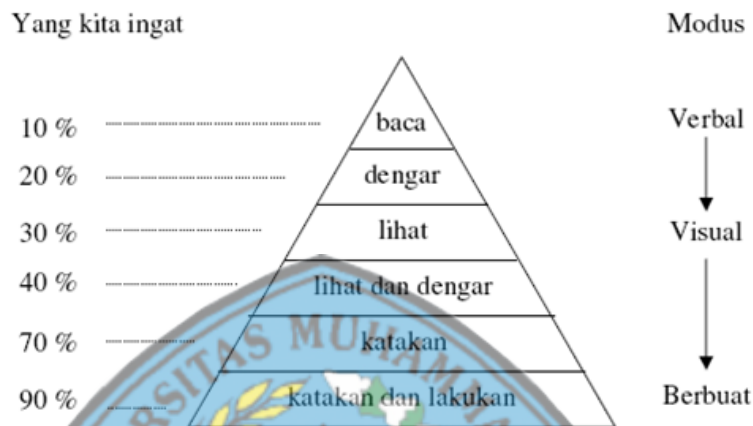 Yang kita ingat Modus
10 % baca Verbal
20 % dengar
30 % lihat Visual
40 % lihat dan dengar
70 % katakan
90 % katakan dan lakukan Berbuat